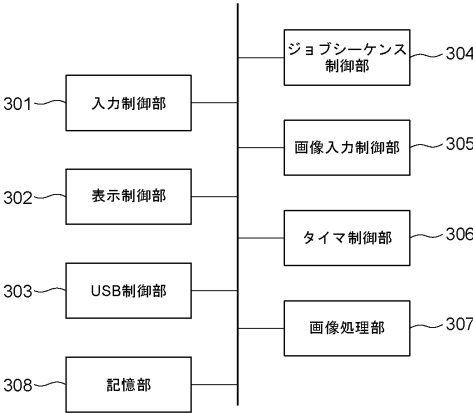 301
入力制御部
302
表示制御部
303
USB制御部
308
記憶部
ジョブシーケンス
制御部
304
画像入力制御部
305
タイマ制御部
306
画像処理部
307